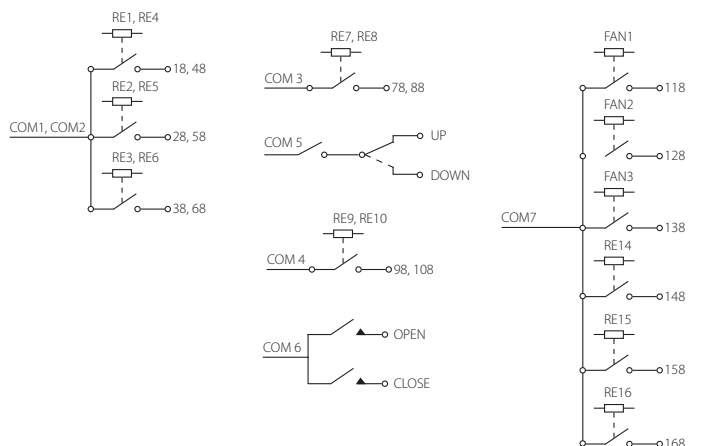 RE1, RE4
18, 48
RE2, RE5
COM1, COM2
28, 58
RE3, RE6
38, 68
RE7, RE8
COM 3
78, 88
COM 5
UP
DOWN
RE9, RE10
COM 4
98, 108
COM 6
OPEN
CLOSE
FAN1
118
FAN2
128
FAN3
COM7
138
RE14
148
RE15
158
RE16
168